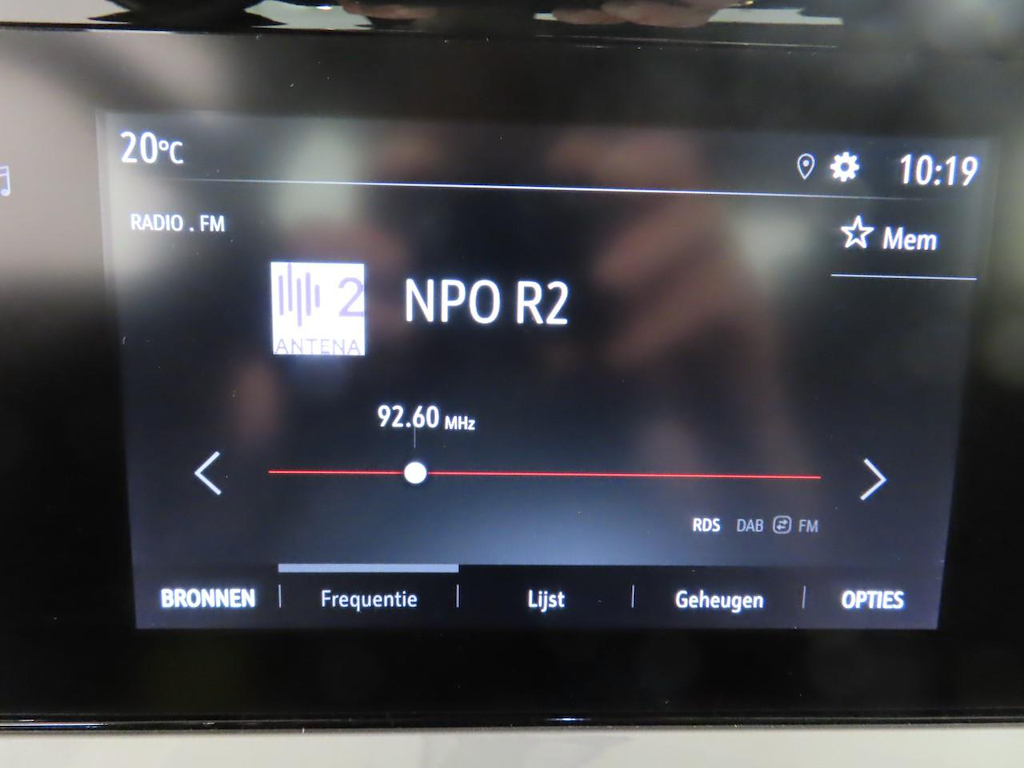 20°C
10:19
RADIO . FM
Mem
2
ANTENA
NPO R2
92.60 MHz
RDS DAB FM
BRONNEN Frequentie Lijst Geheugen OPTIES